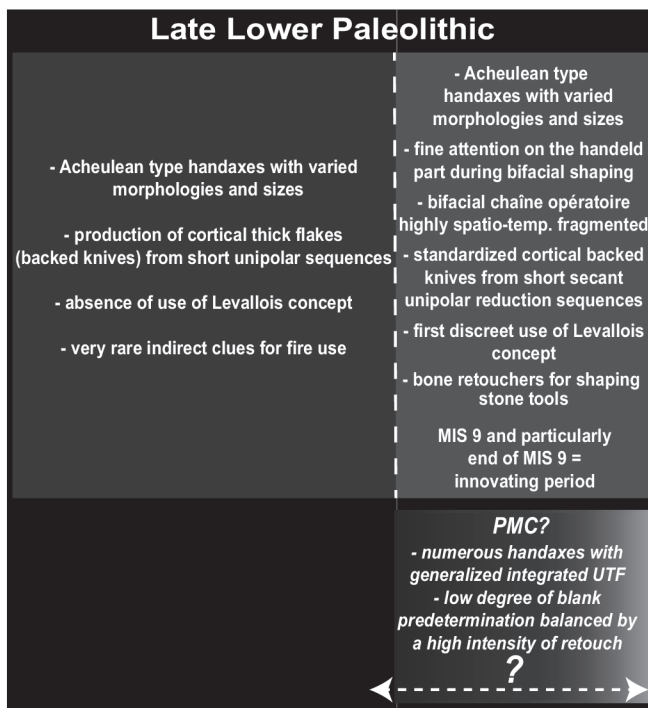 Late Lower Paleolithic
- Acheulean type handaxes with varied
morphologies and sizes
- production of cortical thick flakes
(backed knives) from short unipolar sequences
- absence of use of Levallois concept
- very rare indirect clues for fire use
- Acheulean type
handaxes with varied
morphologies and sizes
- fine attention on the handeld
part during bifacial shaping
- bifacial chaîne opératoire
highly spatio-temp. fragmented
- standardized cortical backed
knives from short secant
unipolar reduction sequences
- first discreet use of Levallois
concept
- bone retouchers for shaping
stone tools
MIS 9 and particularly
end of MIS 9 =
innovating period
PMC?
- numerous handaxes with
generalized integrated UTF
- low degree of blank
predetermination balanced by
a high intensity of retouch
?